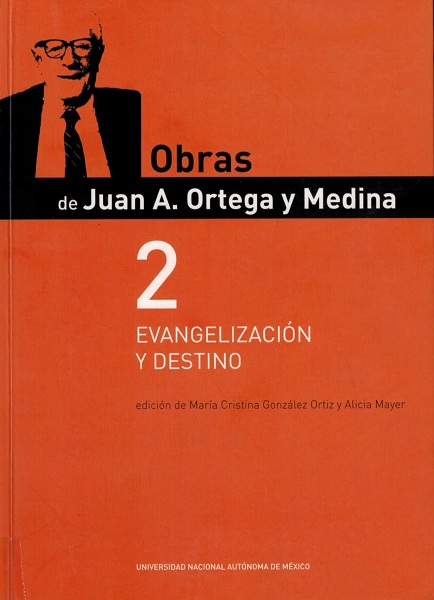 Obras
de Juan A. Ortega y Medina
2
EVANGELIZACIÓN
Y DESTINO
edición de María Cristina González Ortiz y Alicia Mayer
UNIVERSIDAD NACIONAL AUTÓNOMA DE MÉXICO